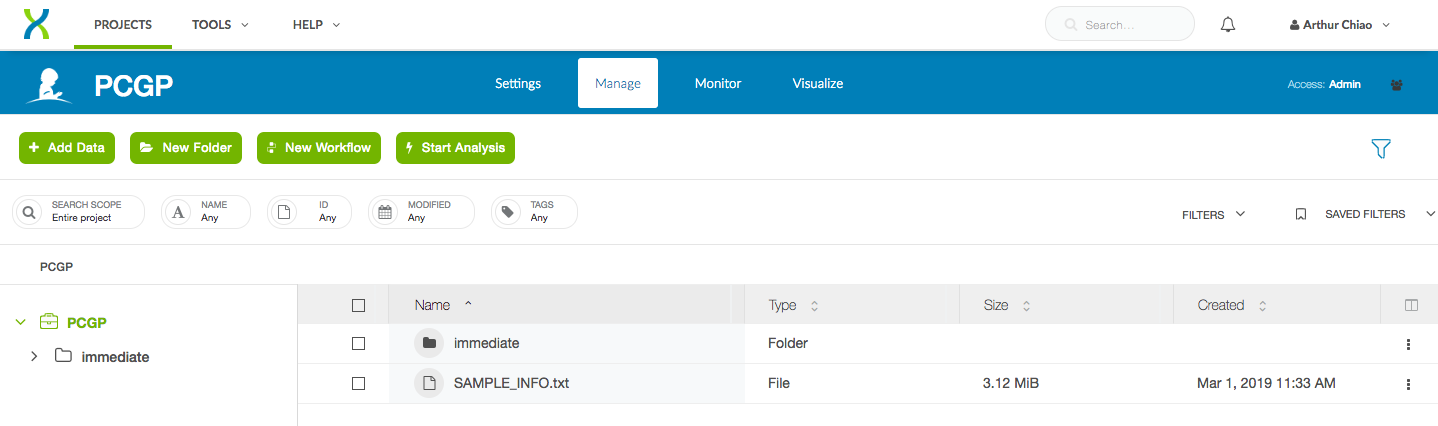 PROJECTS TOOLS HELP Search... Arthur Chiao
PCGP Settings Manage Monitor Visualize Access: Admin
+ Add Data New Folder New Workflow Start Analysis
SEARCH SCOPE NAME ID MODIFIED TAGS
Entire project Any Any Any Any
FILTERS SAVED FILTERS
PCGP
Name Type Size Created
PCGP
immediate Folder
immediate
SAMPLE_INFO.txt File 3.12 MiB Mar 1, 2019 11:33 AM